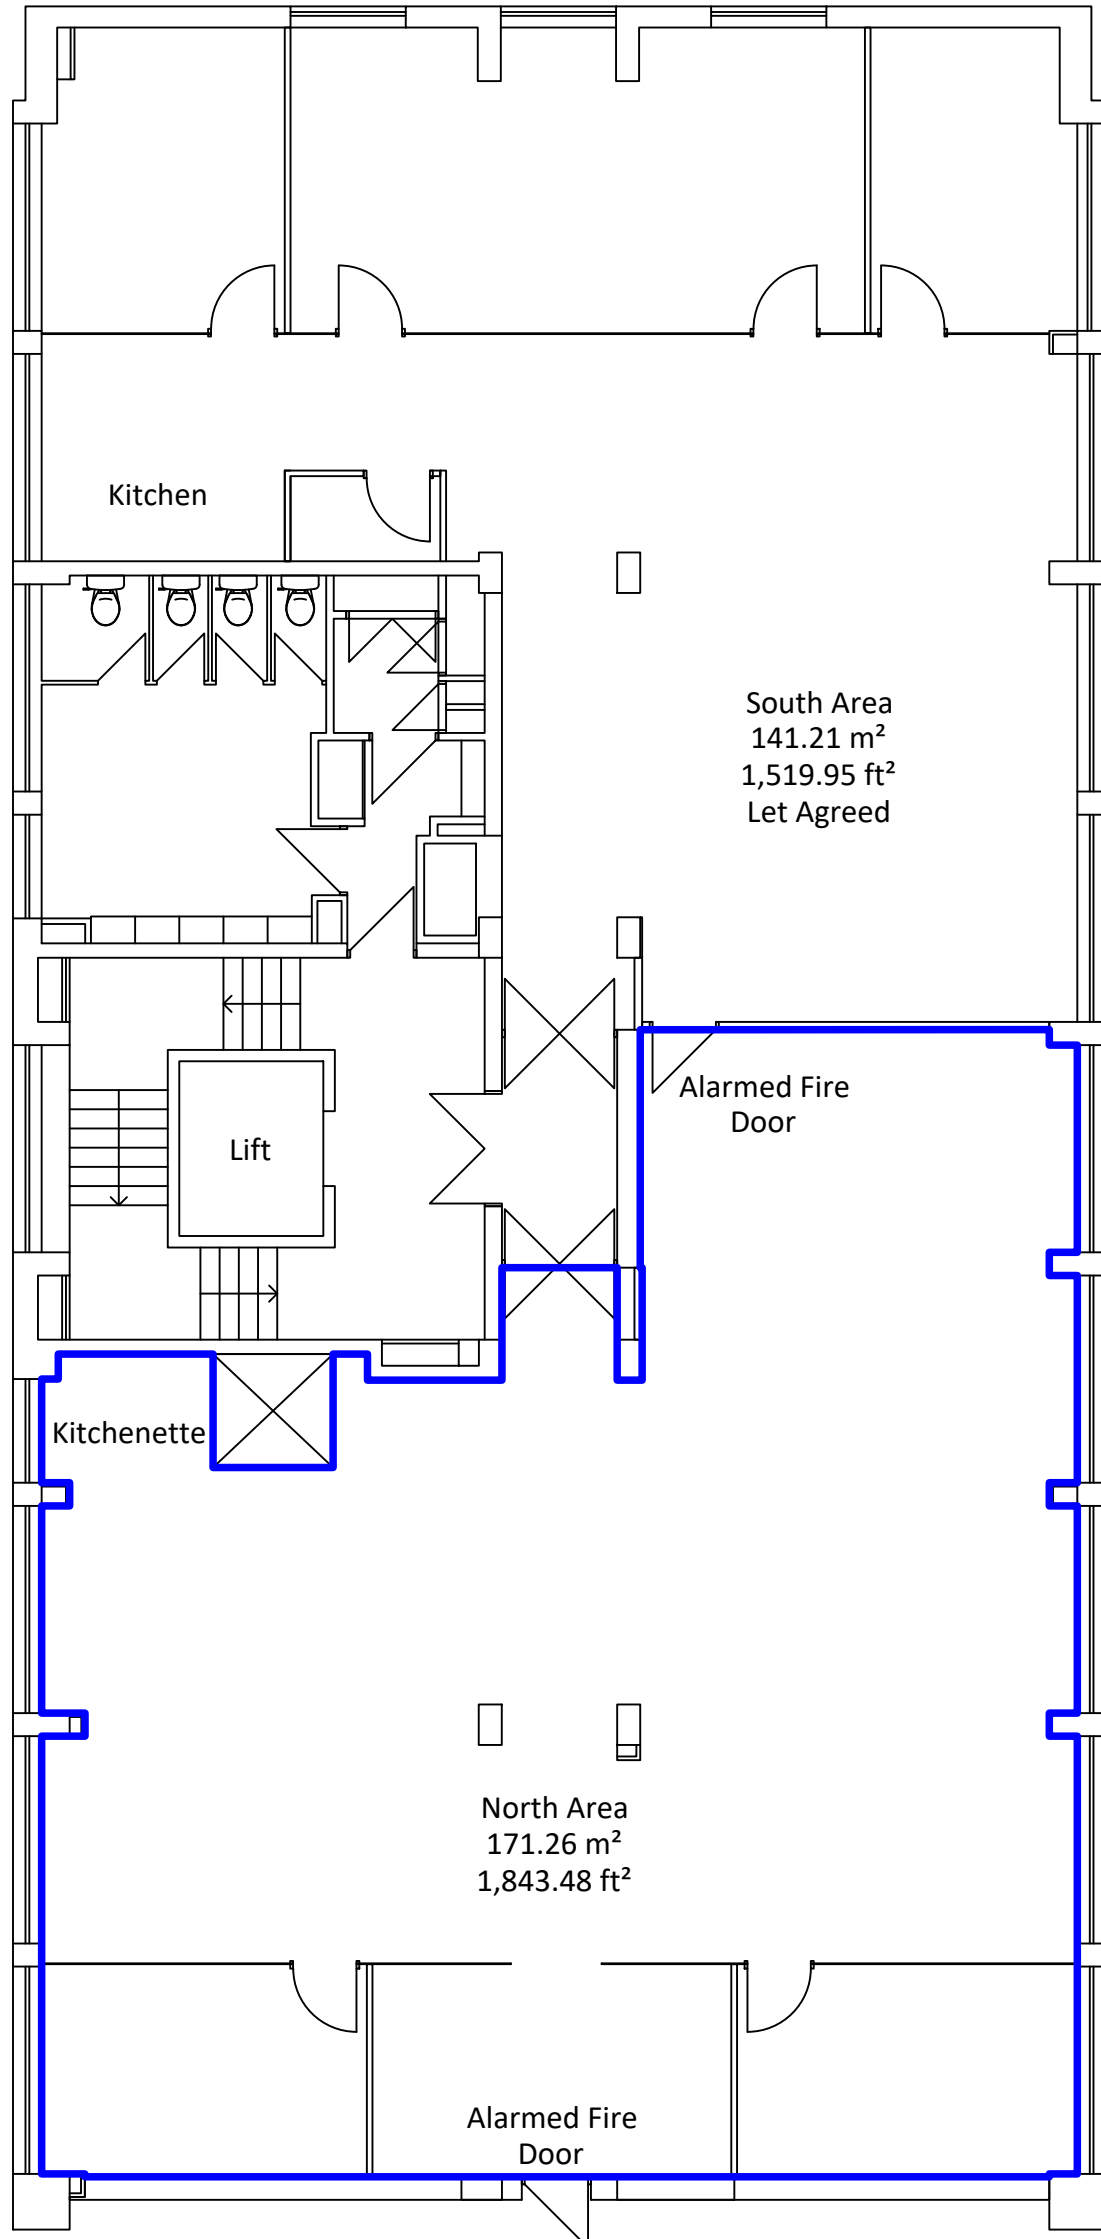 Kitchen
South Area
141.21 m²
1,519.95 ft²
Let Agreed
Alarmed Fire
Door
Lift
Kitchenette
North Area
171.26 m²
1,843.48 ft²
Alarmed Fire
Door